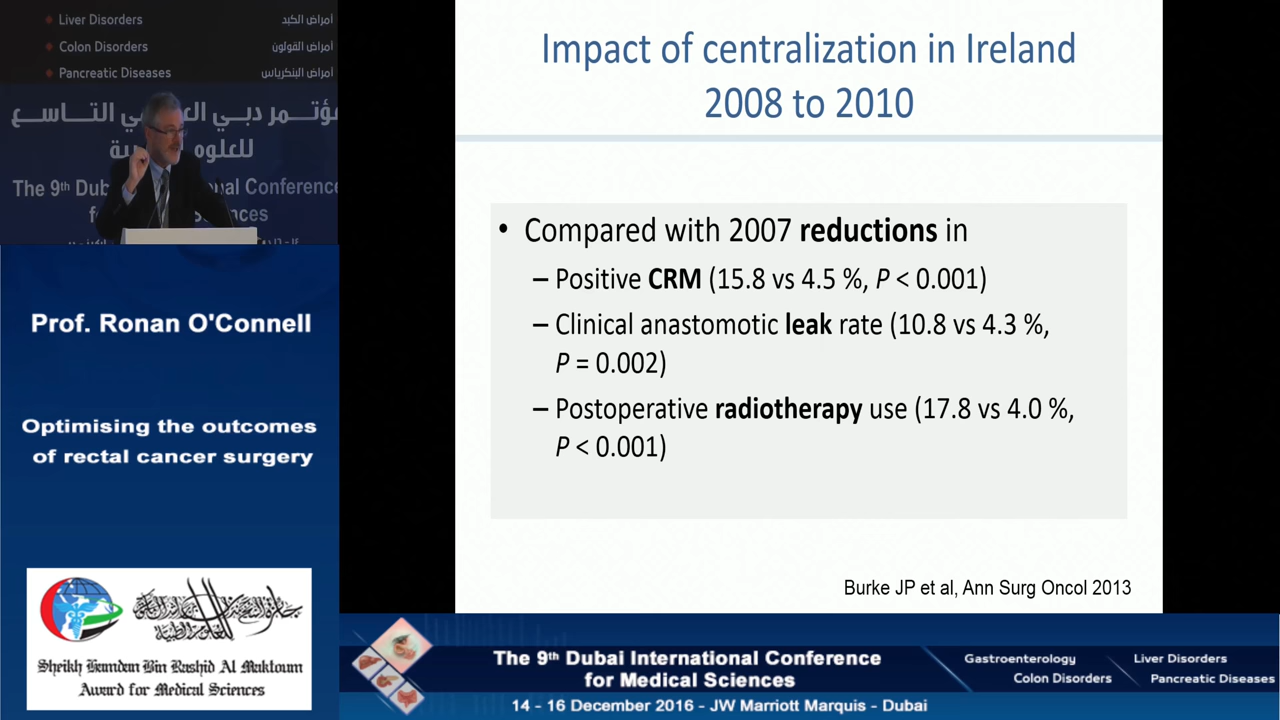 Liver Disorders
أمراض الكبد
Colon Disorders
أمراض القولون
Pancreatic Diseases
أمراض البنكرياس
التــاســع
للعلوم
The 9th
Conference
Prof. Ronan O'Connell
Optimising the outcomes
of rectal cancer surgery
Sheikh Hamdan Bin Rashid Al Maktoum
Award for Medical Sciences
Impact of centralization in Ireland
2008 to 2010
• Compared with 2007 reductions in
– Positive CRM (15.8 vs 4.5 %, P < 0.001)
– Clinical anastomotic leak rate (10.8 vs 4.3 %,
P = 0.002)
– Postoperative radiotherapy use (17.8 vs 4.0 %,
P < 0.001)
Burke JP et al, Ann Surg Oncol 2013
The 9th Dubai International Conference
for Medical Sciences
14 - 16 December 2016 - JW Marriott Marquis - Dubai
Gastroenterology
Liver Disorders
Colon Disorders
Pancreatic Diseases